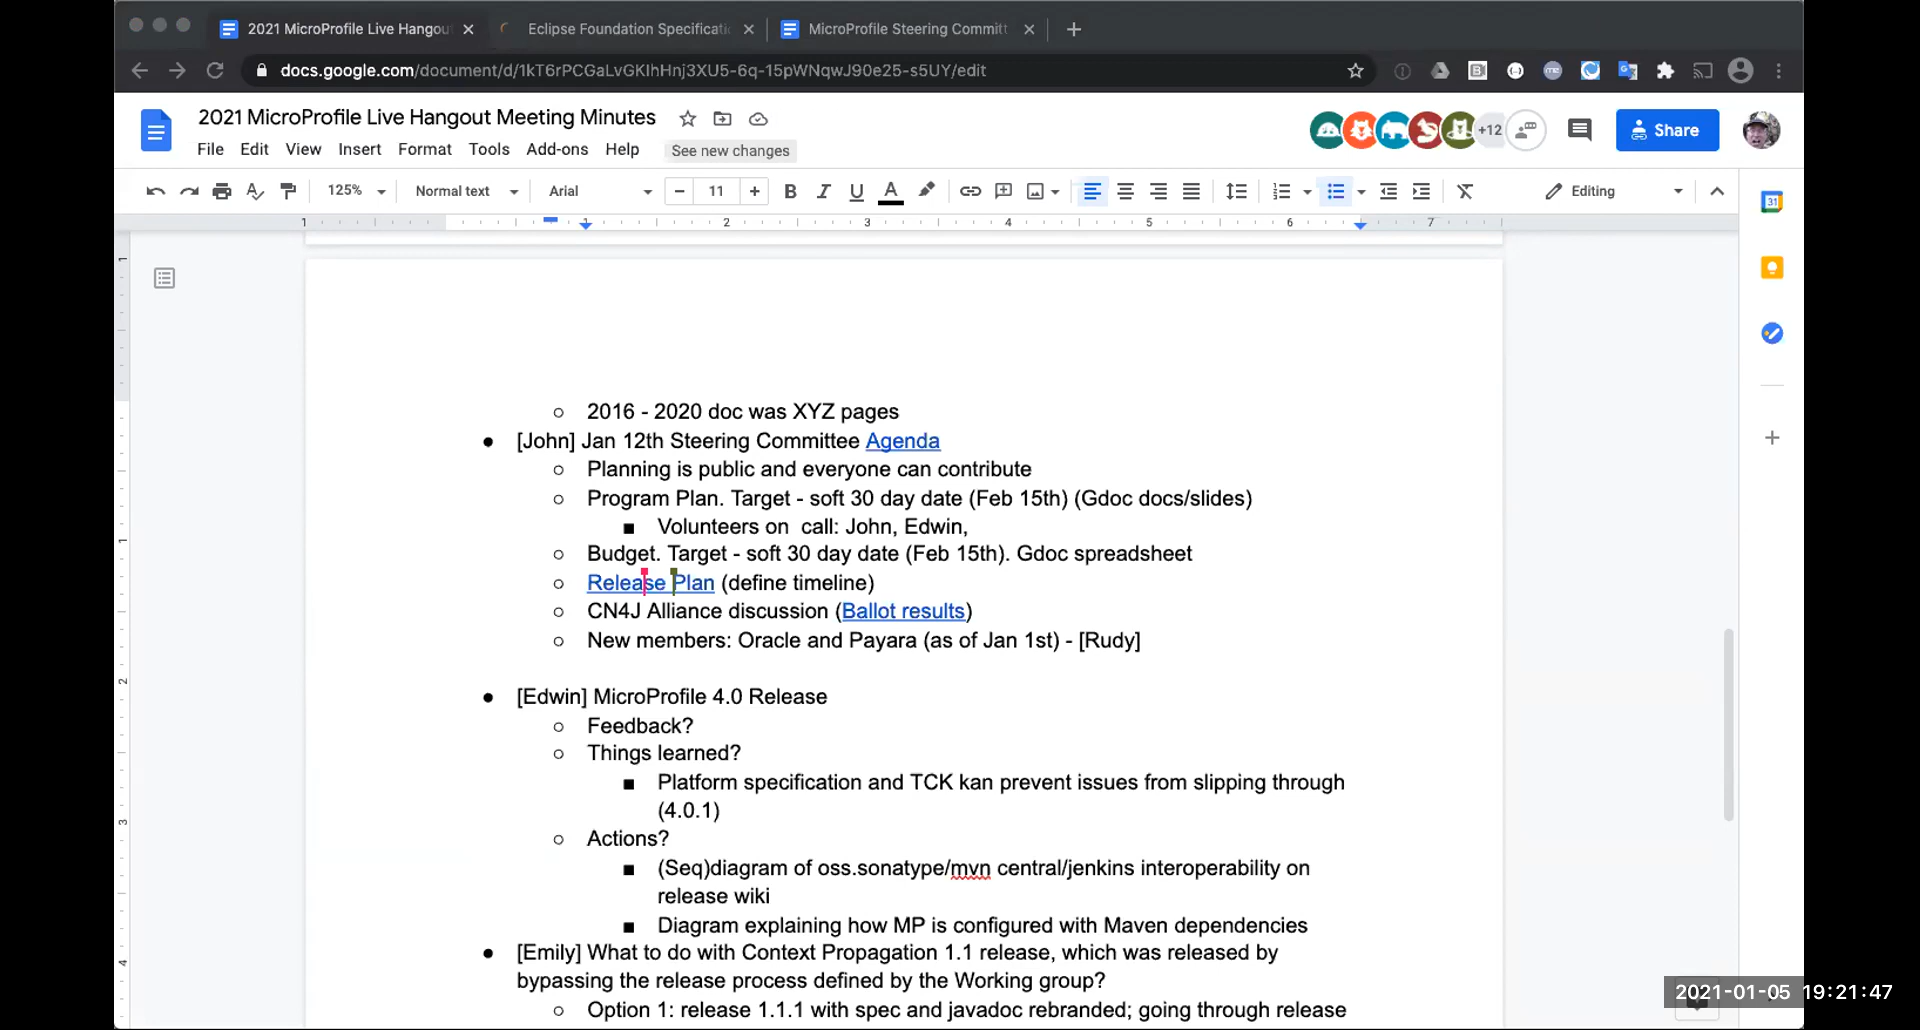 2021 MicroProfile Live Hangou
Eclipse Foundation Specificati
MicroProfile Steering Committ
docs.google.com/document/d/1kT6rPCGaLvGKIhHnj3XU5-6q-15pWNqwJ90e25-s5UY/edit
2021 MicroProfile Live Hangout Meeting Minutes
+12
Share
File Edit View Insert Format Tools Add-ons Help See new changes
125% Normal text Arial 11 B I U A Editing
1 1 2 3 4 5 6 7
31
2016 - 2020 doc was XYZ pages
[John] Jan 12th Steering Committee Agenda
Planning is public and everyone can contribute
Program Plan. Target - soft 30 day date (Feb 15th) (Gdoc docs/slides)
Volunteers on  call: John, Edwin,
Budget. Target - soft 30 day date (Feb 15th). Gdoc spreadsheet
Release Plan (define timeline)
CN4J Alliance discussion (Ballot results)
New members: Oracle and Payara (as of Jan 1st) - [Rudy]
[Edwin] MicroProfile 4.0 Release
Feedback?
Things learned?
Platform specification and TCK kan prevent issues from slipping through
(4.0.1)
Actions?
(Seq)diagram of oss.sonatype/mvn central/jenkins interoperability on
release wiki
Diagram explaining how MP is configured with Maven dependencies
[Emily] What to do with Context Propagation 1.1 release, which was released by
bypassing the release process defined by the Working group?
Option 1: release 1.1.1 with spec and javadoc rebranded; going through release
2021-01-05 19:21:47